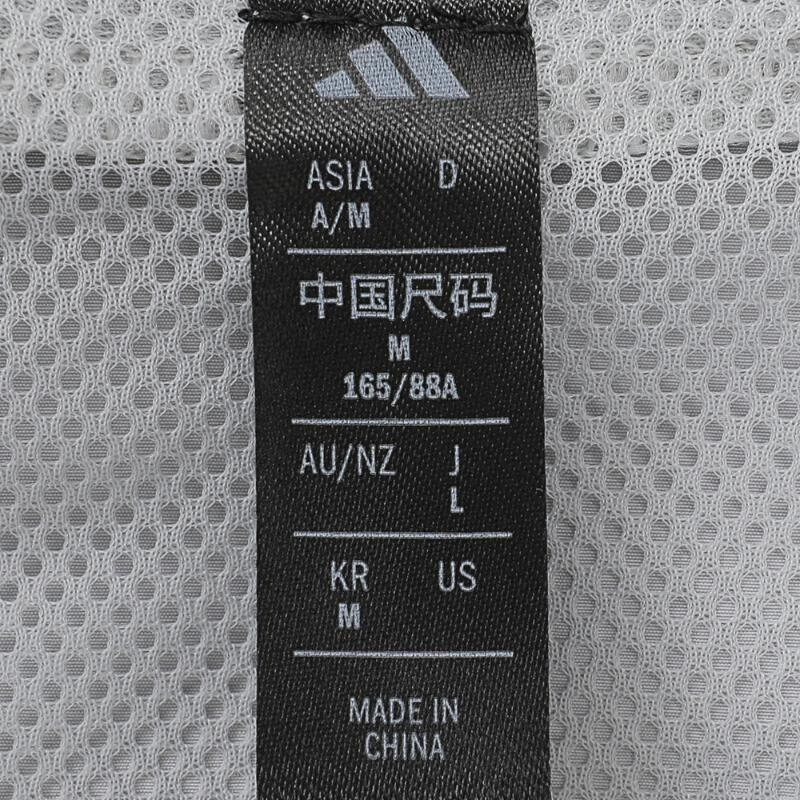 ASIA D
A/M
中国尺码
M
165/88A
AU/NZ J
L
KR US
M
MADE IN
CHINA